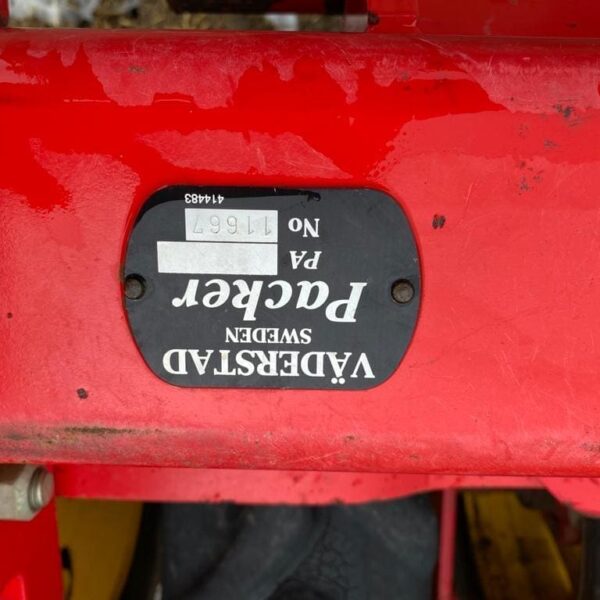 VÄDERSTAD
SWEDEN
Packer
PA
No 11667
414483